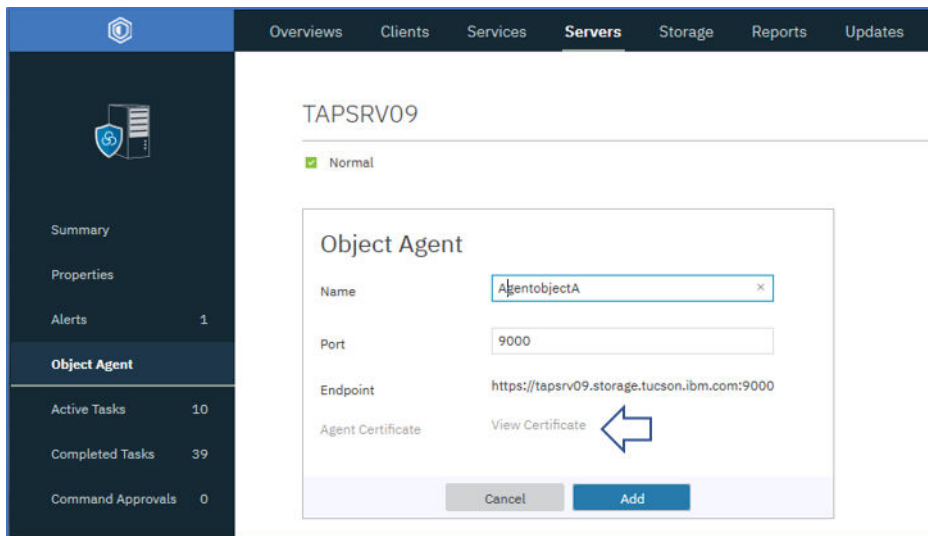 Overviews Clients Services Servers Storage Reports Updates
TAPSRV09
Normal
Summary
Properties
Alerts 1
Object Agent
Active Tasks 10
Completed Tasks 39
Command Approvals 0
Object Agent
Name AgentobjectA ×
Port 9000
Endpoint https://tapsrv09.storage.tucson.ibm.com:9000
Agent Certificate View Certificate
Cancel Add